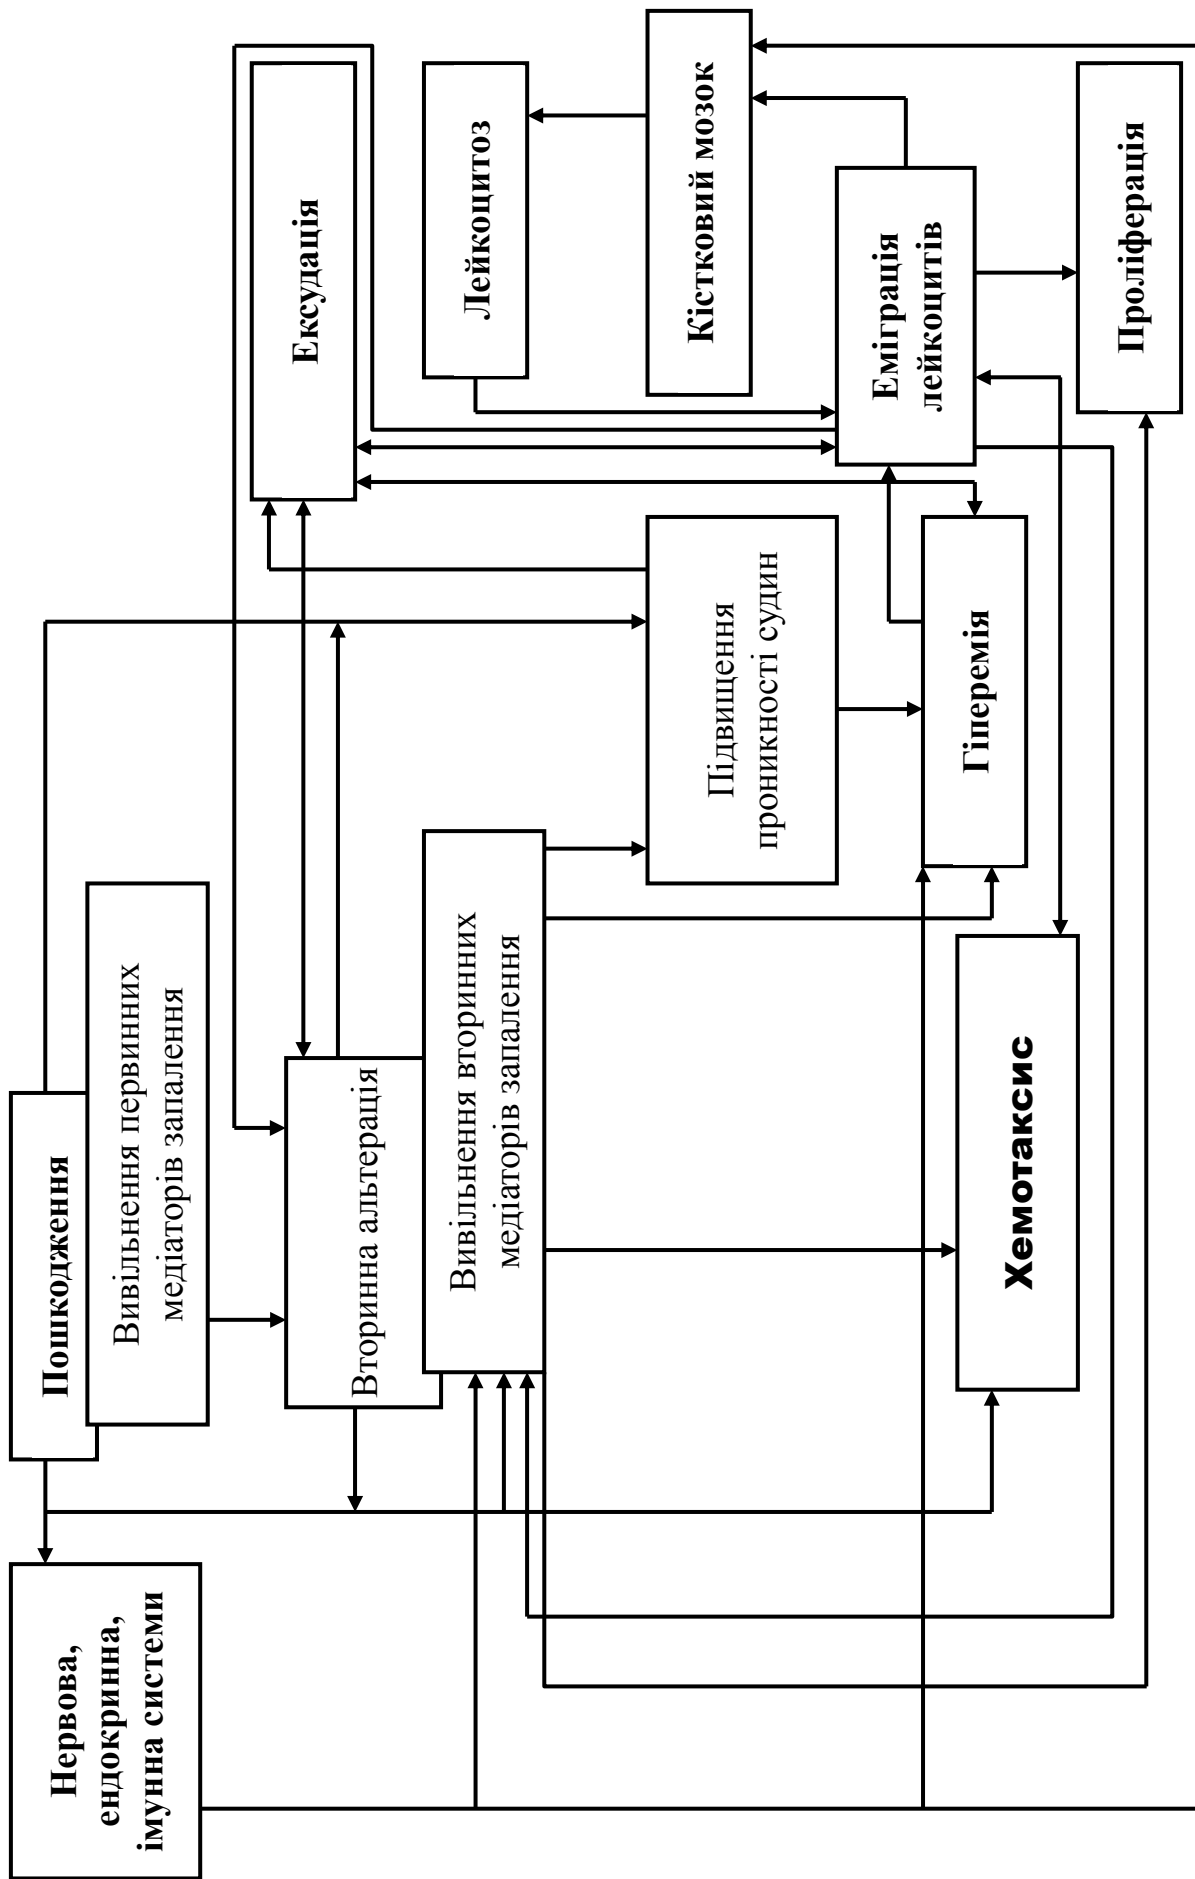 Нервова,
ендокринна,
імунна системи
Пошкодження
Вивільнення первинних
медіаторів запалення
Вторинна альтерація
Вивільнення вторинних
медіаторів запалення
Ексудація
Лейкоцитоз
Кістковий мозок
Підвищення
проникності судин
Еміграція
лейкоцитів
Гіперемія
Хемотаксис
Проліферація